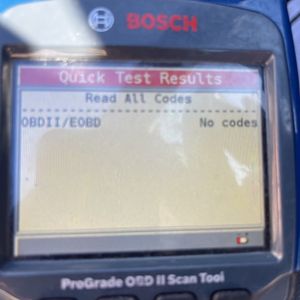 BOSCH
Quick Test Results
Read All Codes
OBDII/EOBD No codes
ProGrade OBD II Scan Tool